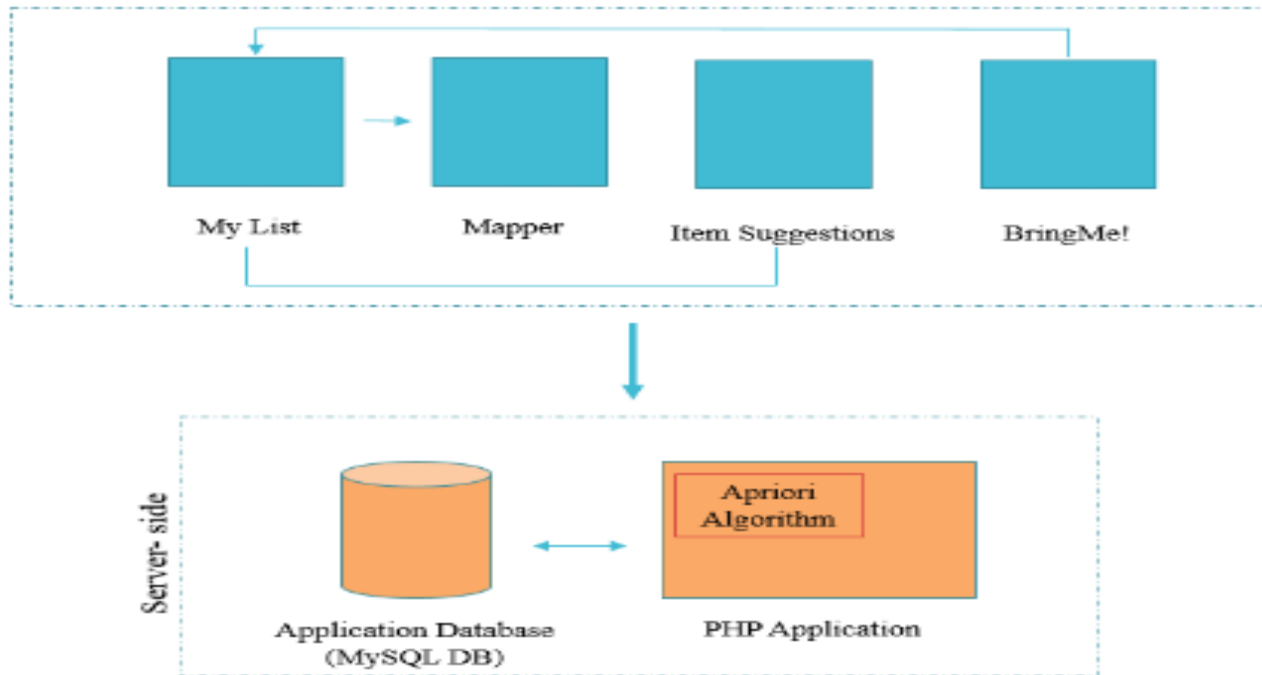 My List
Mapper
Item Suggestions
BringMe!
Server- side
Apriori
Algorithm
Application Database
(MySQL DB)
PHP Application